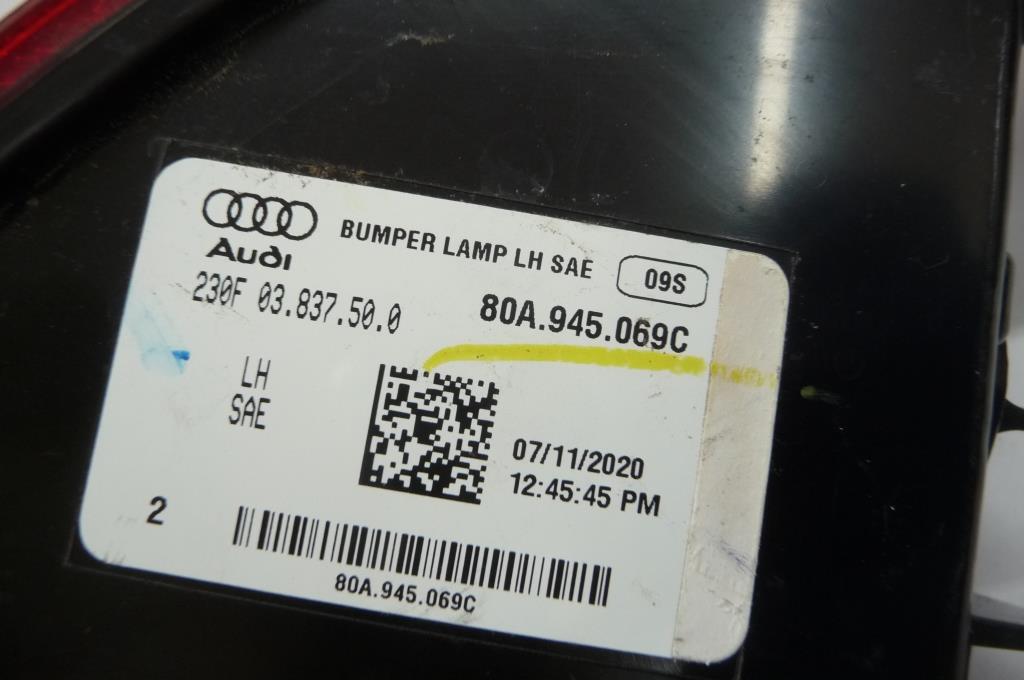 Audi
BUMPER LAMP LH SAE
09S
230F 03.837.50.0
80A.945.069C
LH
SAE
07/11/2020
12:45:45 PM
2
80A.945.069C